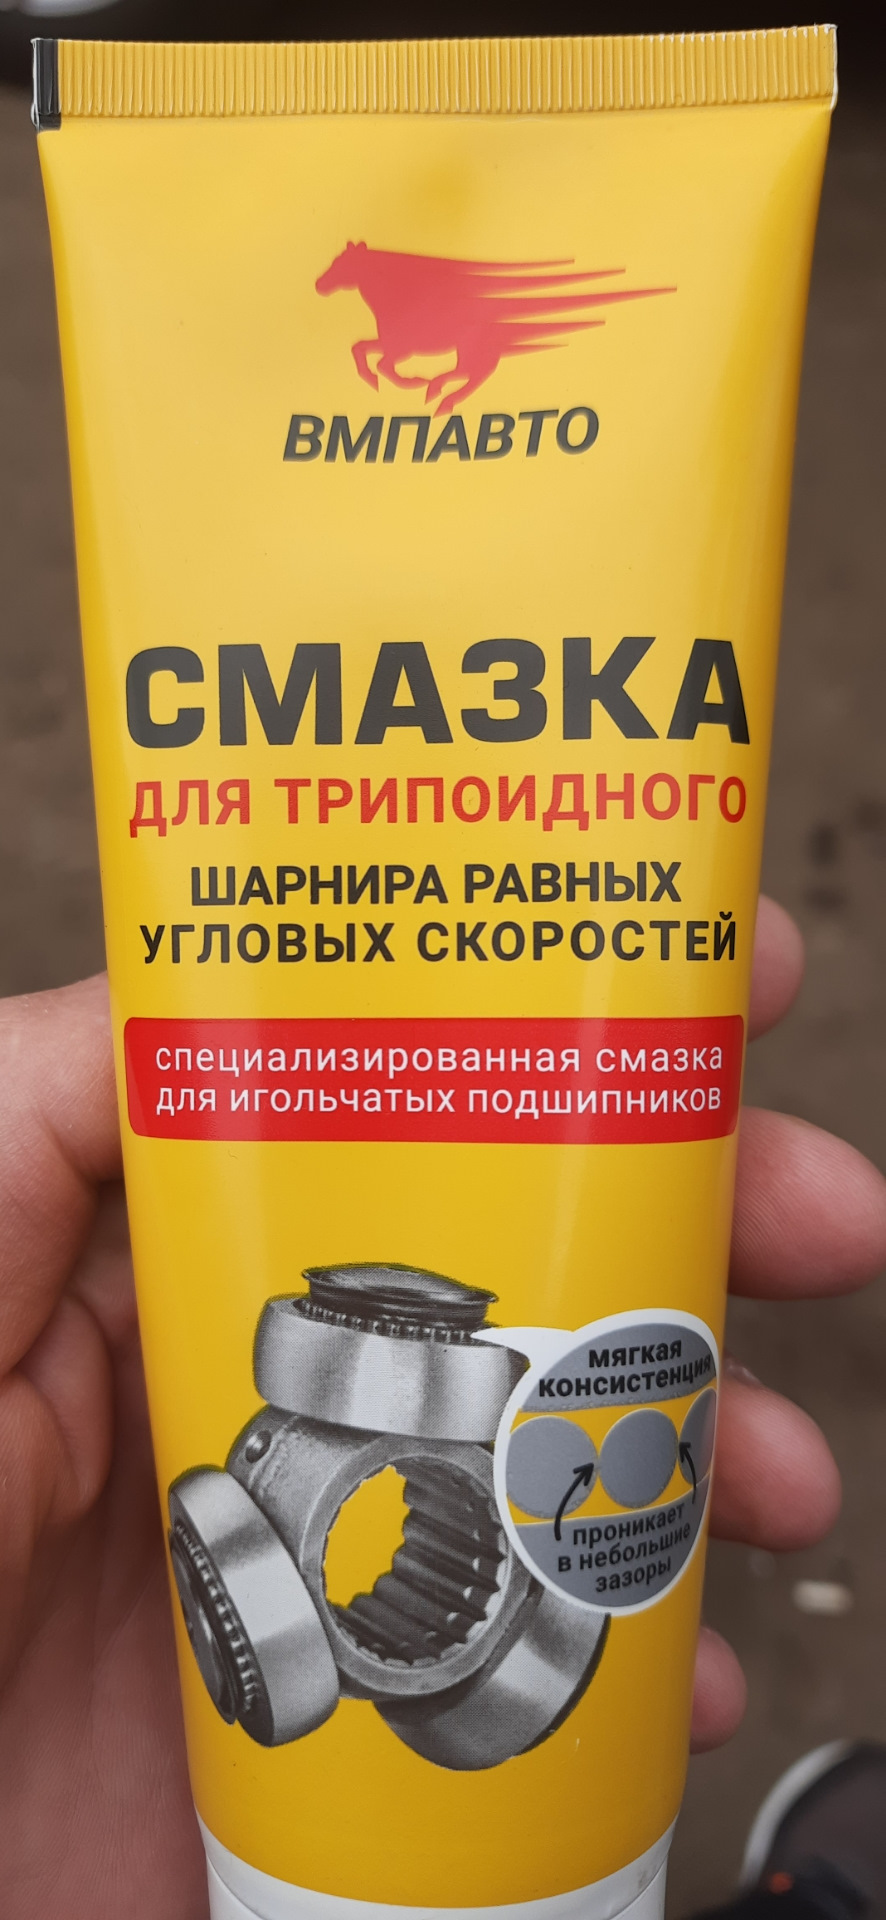 ВМПАВТО
СМАЗКА
ДЛЯ ТРИПОИДНОГО
ШАРНИРА РАВНЫХ
УГЛОВЫХ СКОРОСТЕЙ
специализированная смазка
для игольчатых подшипников
мягкая
консистенция
проникает
в небольшие
зазоры